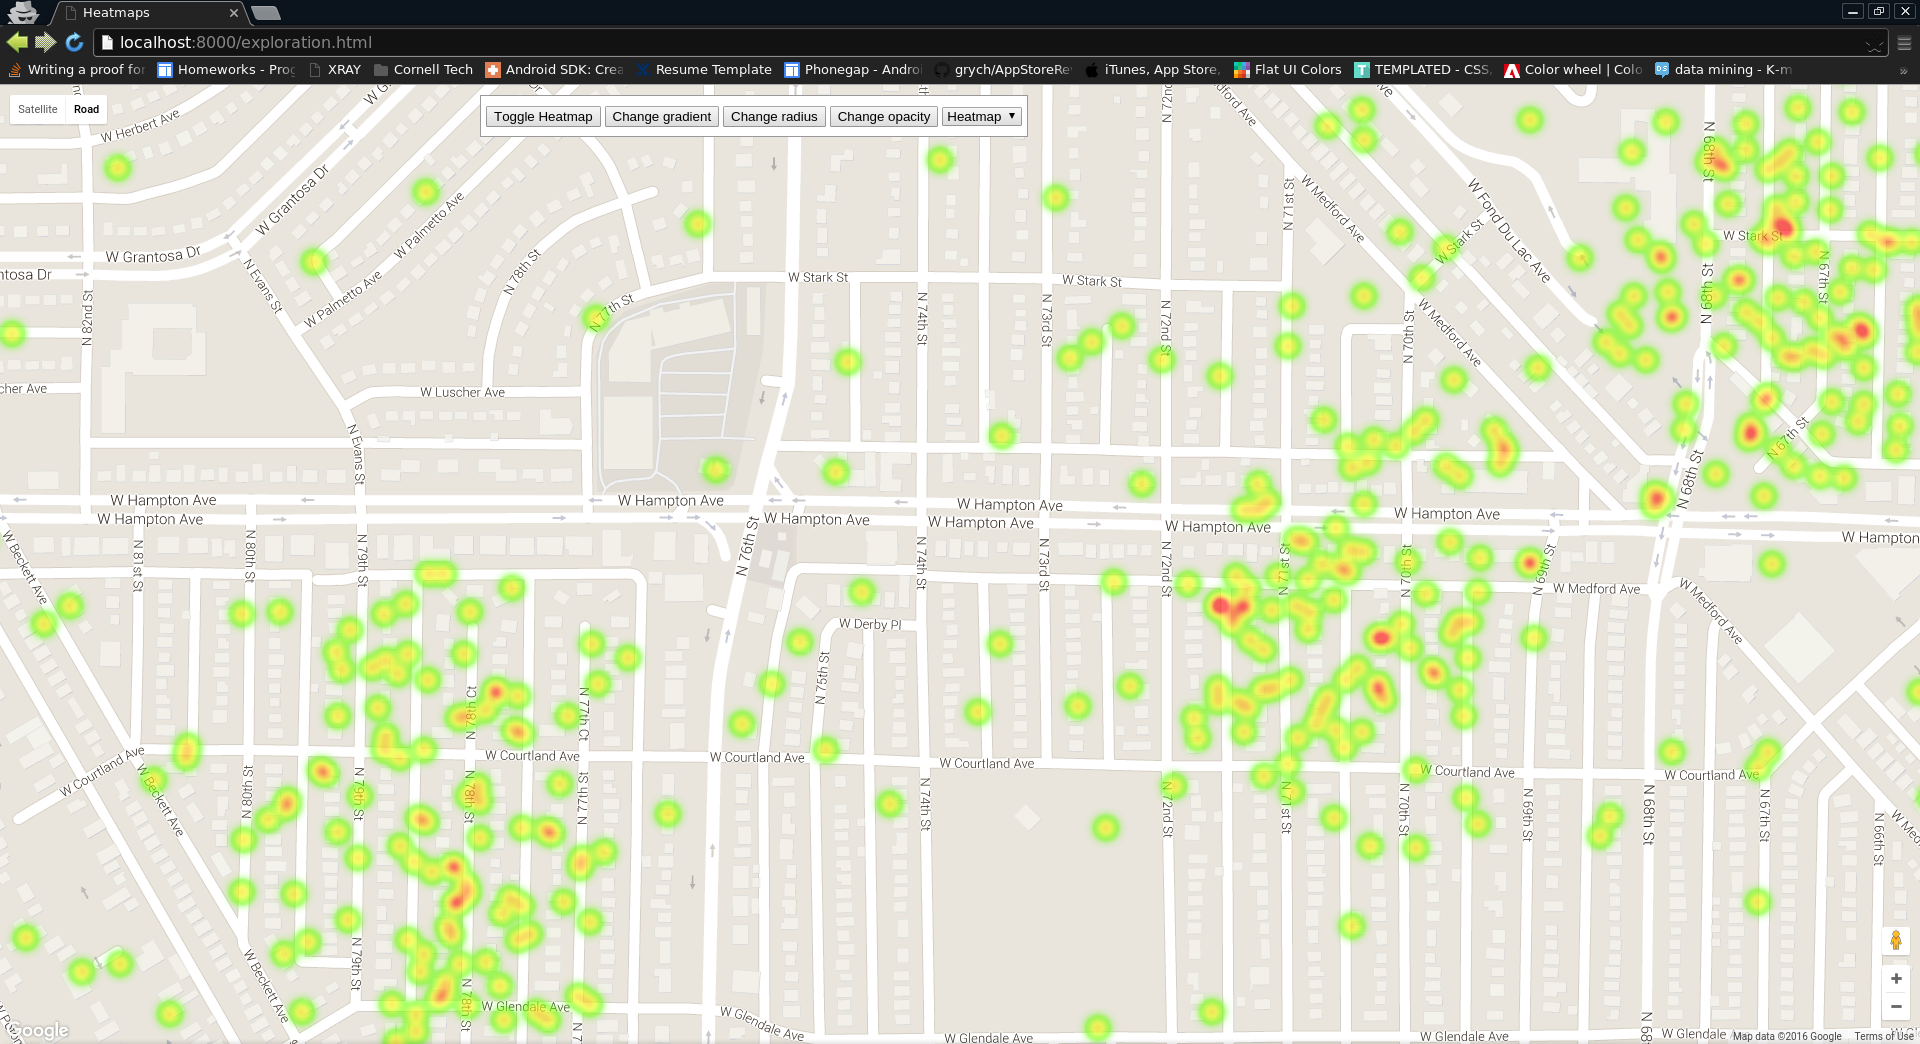 Heatmaps
localhost:8000/exploration.html
Writing a proof for
Homeworks - Prog
XRAY
Cornell Tech
Android SDK: Crea
Resume Template
Phonegap - Androi
grych/AppStoreRe
iTunes, App Store,
Flat UI Colors
TEMPLATED - CSS,
Color wheel | Colo
data mining - K-m
»
Satellite
Road
Toggle Heatmap
Change gradient
Change radius
Change opacity
Heatmap
W Herbert Ave
W Grantosa Dr
W Grantosa Dr
ntosa Dr
W Palmetto Ave
W Palmetto Ave
N Evans St
N 82nd St
N 78th St
N 77th St
W Luscher Ave
cher Ave
N Evans St
W Stark St
W Stark St
W Stark St
W Stark St
N 74th St
N 73rd St
N 72nd St
N 72nd
N 71st St
N 70th St
W Medford Ave
W Medford Ave
Medford Ave
W Fond Du Lac Ave
N 68th St
N 68th St
N 68th St
N 67th St
N 67th St
W Hampton Ave
W Hampton Ave
W Hampton Ave
W Hampton Ave
W Hampton Ave
W Hampton Ave
W Hampton Ave
W Hampton Ave
W Hampton
W Beckett Ave
N 81st St
N 80th St
N 79th St
N 76th St
N 74th St
N 73rd St
N 72nd St
N 71st St
N 70th St
N 69th St
W Medford Ave
W Medford Ave
W Derby Pl
N 75th St
N 78th Ct
N 77th Ct
W Courtland Ave
W Courtland Ave
W Courtland Ave
W Courtland Ave
W Courtland Ave
W Courtland Ave
W Beckett Ave
N 80th St
N 79th St
N 78th St
N 77th St
N 74th St
N 72nd St
N 71st St
N 70th St
N 69th St
N 68th St
N 67th St
N 66th St
W Medf
W Beckett Ave
N 79th St
N 78th St
W Glendale Ave
W Glendale Ave
W Glendale Ave
W Glendale Ave
W Glendale
N 68
Google
Map data ©2016 Google
Terms of Use